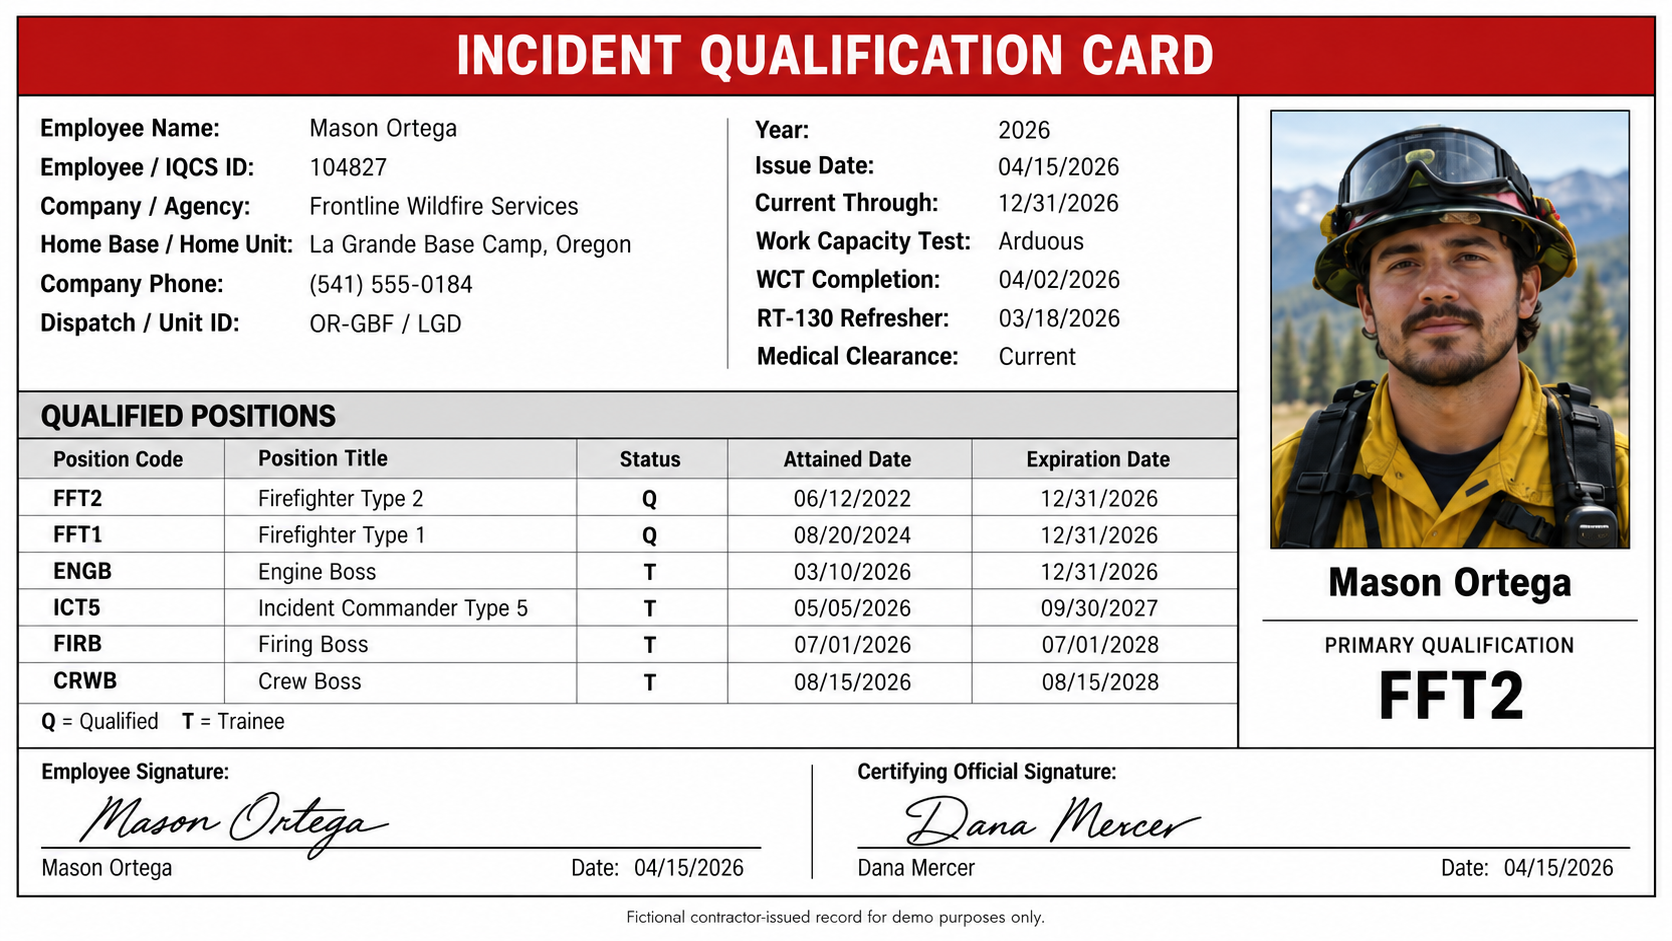 INCIDENT QUALIFICATION CARD
Employee Name: Mason Ortega
Employee / IQCS ID: 104827
Company / Agency: Frontline Wildfire Services
Home Base / Home Unit: La Grande Base Camp, Oregon
Company Phone: (541) 555-0184
Dispatch / Unit ID: OR-GBF / LGD
Year: 2026
Issue Date: 04/15/2026
Current Through: 12/31/2026
Work Capacity Test: Arduous
WCT Completion: 04/02/2026
RT-130 Refresher: 03/18/2026
Medical Clearance: Current
QUALIFIED POSITIONS
Position Code Position Title Status Attained Date Expiration Date
FFT2 Firefighter Type 2 Q 06/12/2022 12/31/2026
FFT1 Firefighter Type 1 Q 08/20/2024 12/31/2026
ENGB Engine Boss T 03/10/2026 12/31/2026
ICT5 Incident Commander Type 5 T 05/05/2026 09/30/2027
FIRB Firing Boss T 07/01/2026 07/01/2028
CRWB Crew Boss T 08/15/2026 08/15/2028
Q = Qualified T = Trainee
Mason Ortega
PRIMARY QUALIFICATION
FFT2
Employee Signature:
Mason Ortega
Mason Ortega Date: 04/15/2026
Certifying Official Signature:
Dana Mercer
Dana Mercer Date: 04/15/2026
Fictional contractor-issued record for demo purposes only.